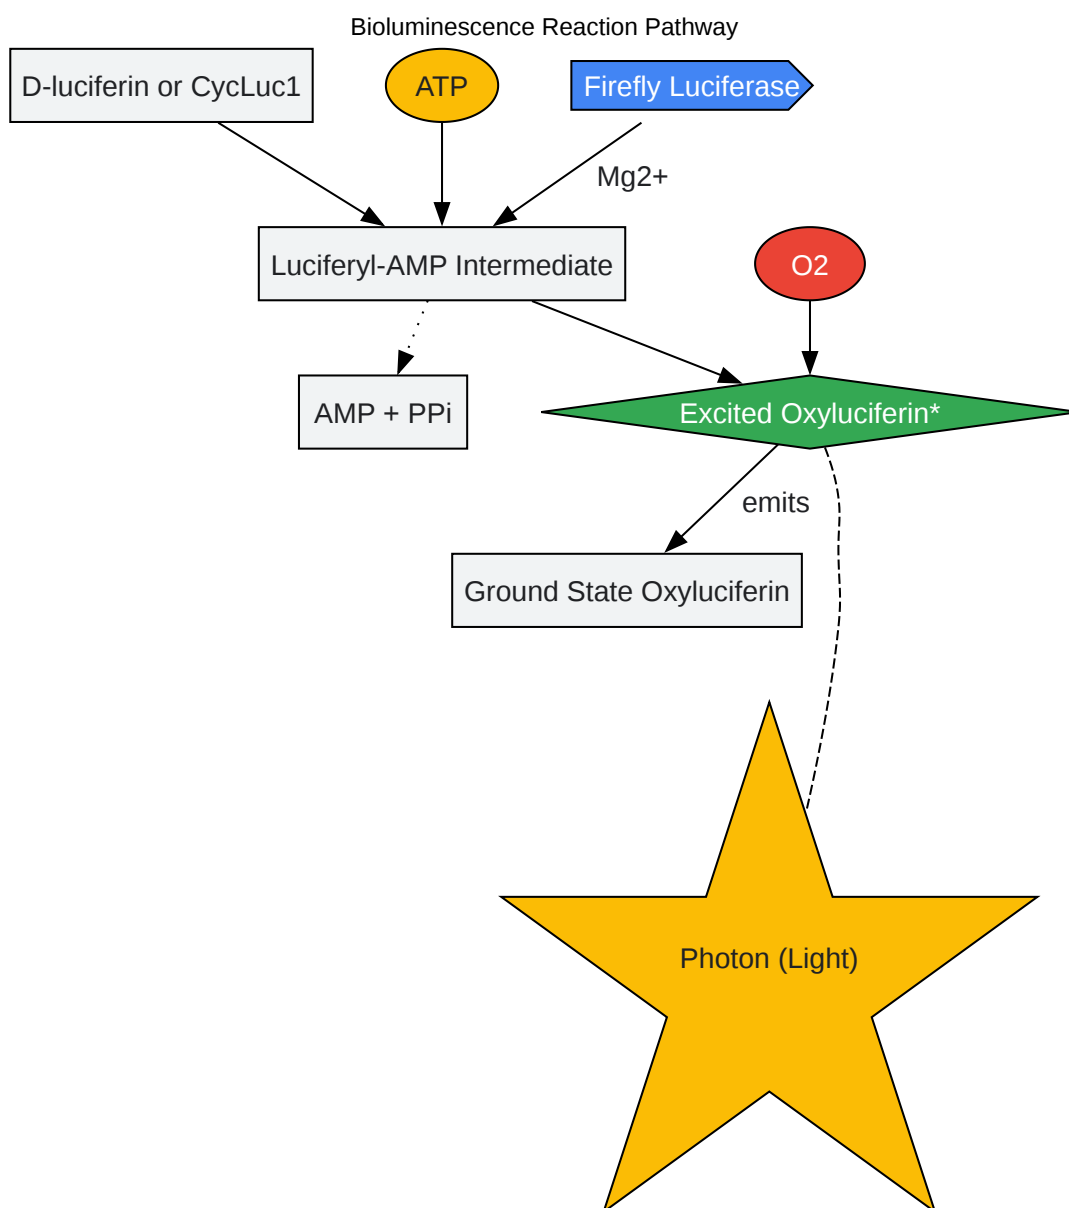 Bioluminescence Reaction Pathway
D-luciferin or CycLuc1
ATP
Firefly Luciferase
Mg2+
Luciferyl-AMP Intermediate
O2
AMP + PPi
Excited Oxyluciferin*
emits
Ground State Oxyluciferin
Photon (Light)